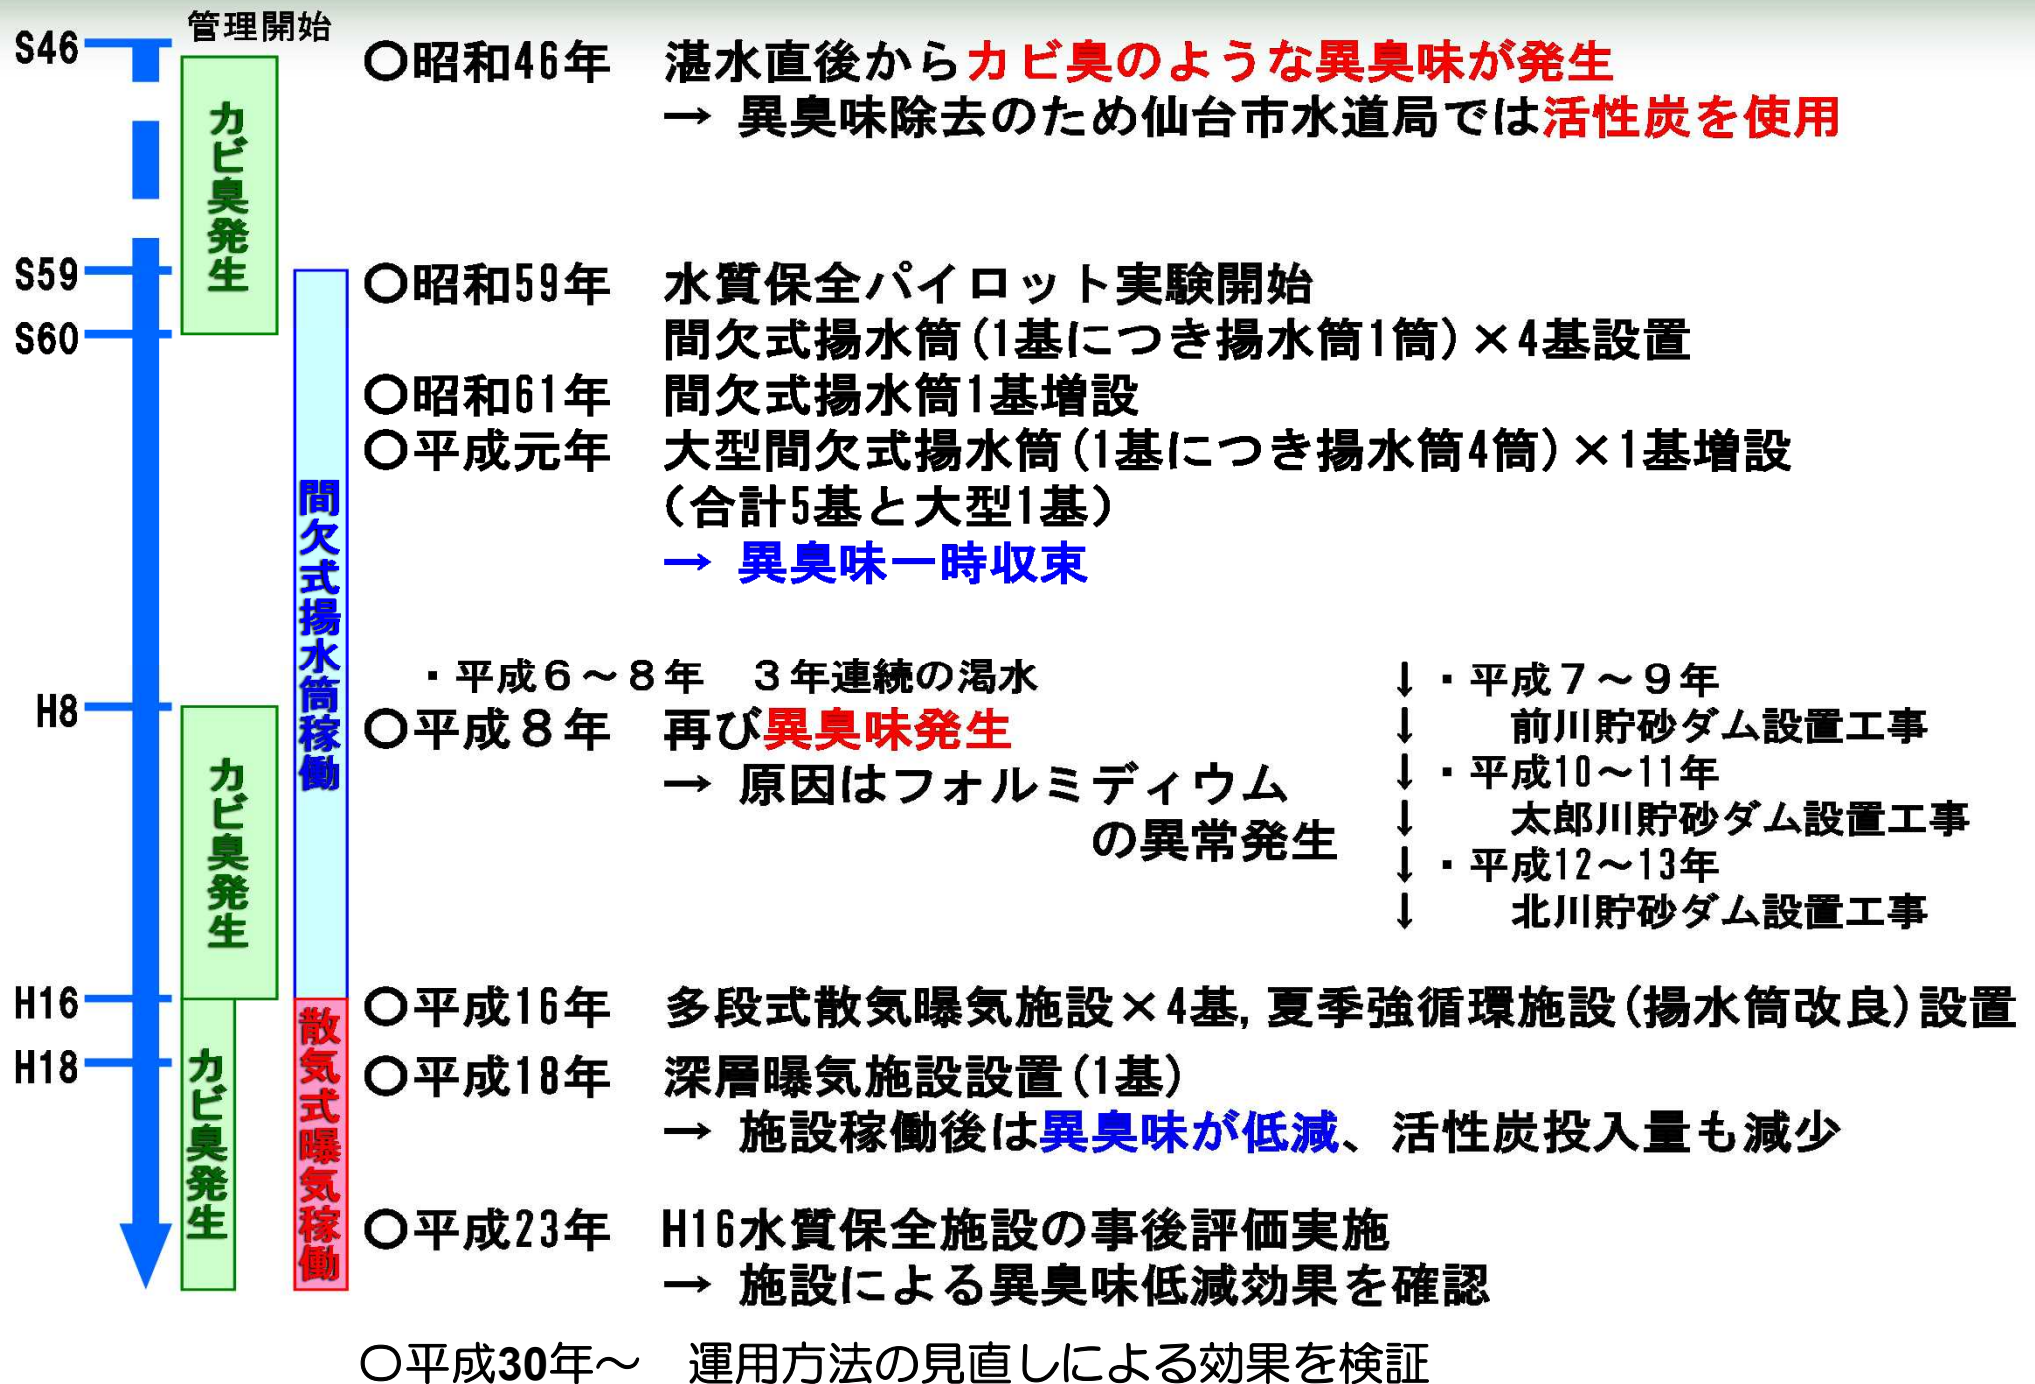 管理開始
S46
S59
S60
H8
H16
H18
カビ臭発生
カビ臭発生
カビ臭発生
間欠式揚水筒稼働
散気式曝気稼働
〇昭和46年 湛水直後からカビ臭のような異臭味が発生
→ 異臭味除去のため仙台市水道局では活性炭を使用
〇昭和59年 水質保全パイロット実験開始
間欠式揚水筒(1基につき揚水筒1筒)×4基設置
〇昭和61年 間欠式揚水筒1基増設
〇平成元年 大型間欠式揚水筒(1基につき揚水筒4筒)×1基増設
(合計5基と大型1基)
→ 異臭味一時収束
・平成6～8年 3年連続の渇水
〇平成8年 再び異臭味発生
→ 原因はフォルミディウム
の異常発生
↓・平成7～9年
↓ 前川貯砂ダム設置工事
↓・平成10～11年
↓ 太郎川貯砂ダム設置工事
↓・平成12～13年
↓ 北川貯砂ダム設置工事
〇平成16年 多段式散気曝気施設×4基,夏季強循環施設(揚水筒改良)設置
〇平成18年 深層曝気施設設置(1基)
→ 施設稼働後は異臭味が低減、活性炭投入量も減少
〇平成23年 H16水質保全施設の事後評価実施
→ 施設による異臭味低減効果を確認
〇平成30年～ 運用方法の見直しによる効果を検証